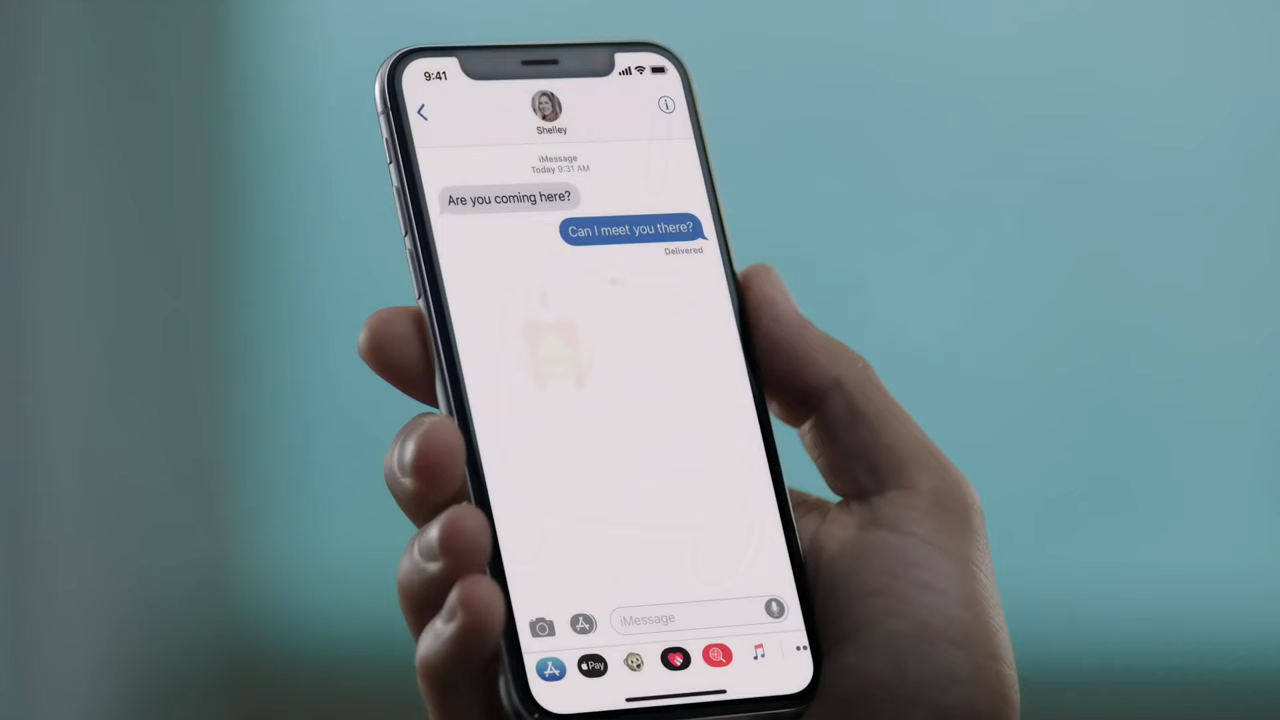 9:41
Shelley
iMessage
Today 9:31 AM
Are you coming here?
Can I meet you there?
Delivered
iMessage
Pay